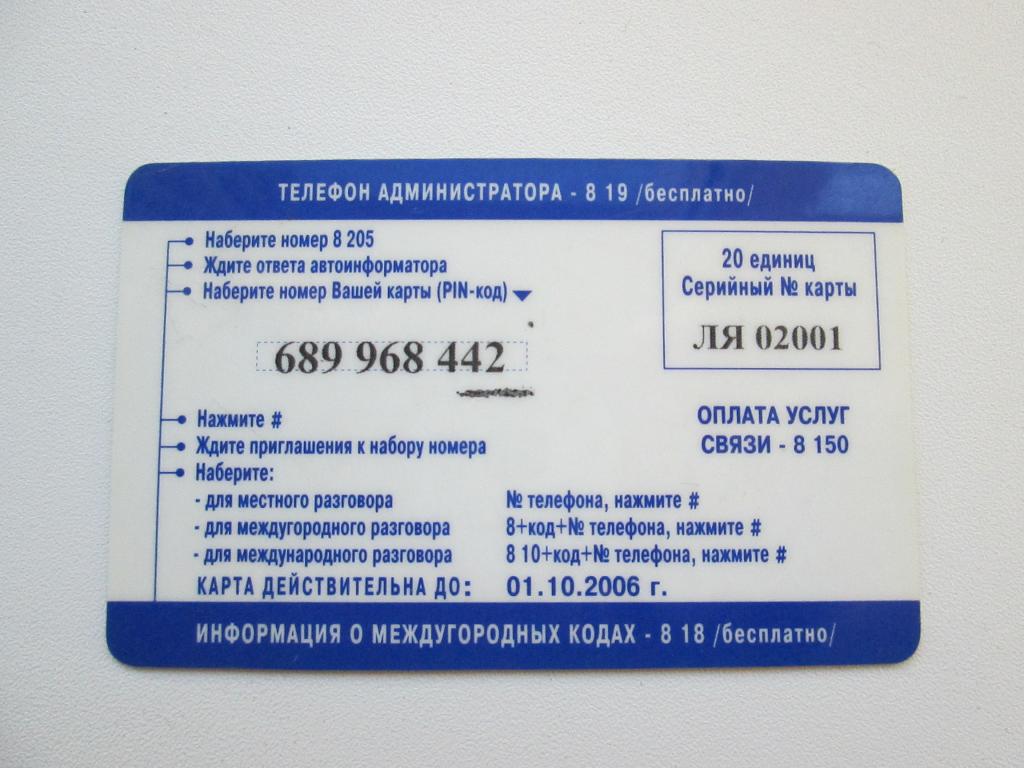 ТЕЛЕФОН АДМИНИСТРАТОРА - 8 19 /бесплатно/
Наберите номер 8 205
Ждите ответа автоинформатора
Наберите номер Вашей карты (PIN-код)
689 968 442
20 единиц
Серийный № карты
ЛЯ 02001
ОПЛАТА УСЛУГ
СВЯЗИ - 8 150
Нажмите #
Ждите приглашения к набору номера
Наберите:
- для местного разговора № телефона, нажмите #
- для междугородного разговора 8+код+№ телефона, нажмите #
- для международного разговора 8 10+код+№ телефона, нажмите #
КАРТА ДЕЙСТВИТЕЛЬНА ДО: 01.10.2006 г.
ИНФОРМАЦИЯ О МЕЖДУГОРОДНЫХ КОДАХ - 8 18 /бесплатно/